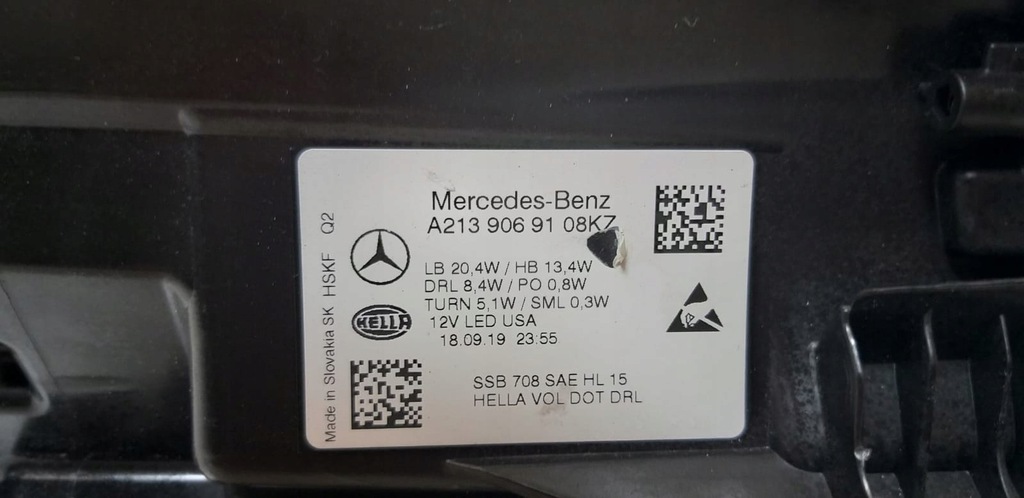 Mercedes-Benz
A213 906 91 08KZ
LB 20,4W / HB 13,4W
DRL 8,4W / PO 0,8W
TURN 5,1W / SML 0,3W
12V LED USA
18.09.19 23:55
HELLA
SSB 708 SAE HL 15
HELLA VOL DOT DRL
Made in Slovakia SK HSKF Q2